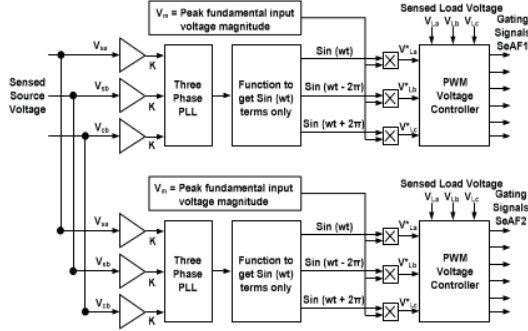 Vm = Peak fundamental input
voltage magnitude
Sensed Load Voltage
VLa VLb VLc
Gating
Signals
SeAF1
Sensed
Source
Voltage
Vsa
K
Vsb
K
Vcb
K
Three
Phase
PLL
Function to
get Sin (wt)
terms only
Sin (wt)
Sin (wt - 2π)
Sin (wt + 2π)
V*La
V*Lb
V*Lc
PWM
Voltage
Controller
Vm = Peak fundamental input
voltage magnitude
Sensed Load Voltage
VLa VLb VLc
Gating
Signals
SeAF2
Vsa
K
Vsb
K
Vcb
K
Three
Phase
PLL
Function to
get Sin (wt)
terms only
Sin (wt)
Sin (wt - 2π)
Sin (wt + 2π)
V*La
V*Lb
V*Lc
PWM
Voltage
Controller